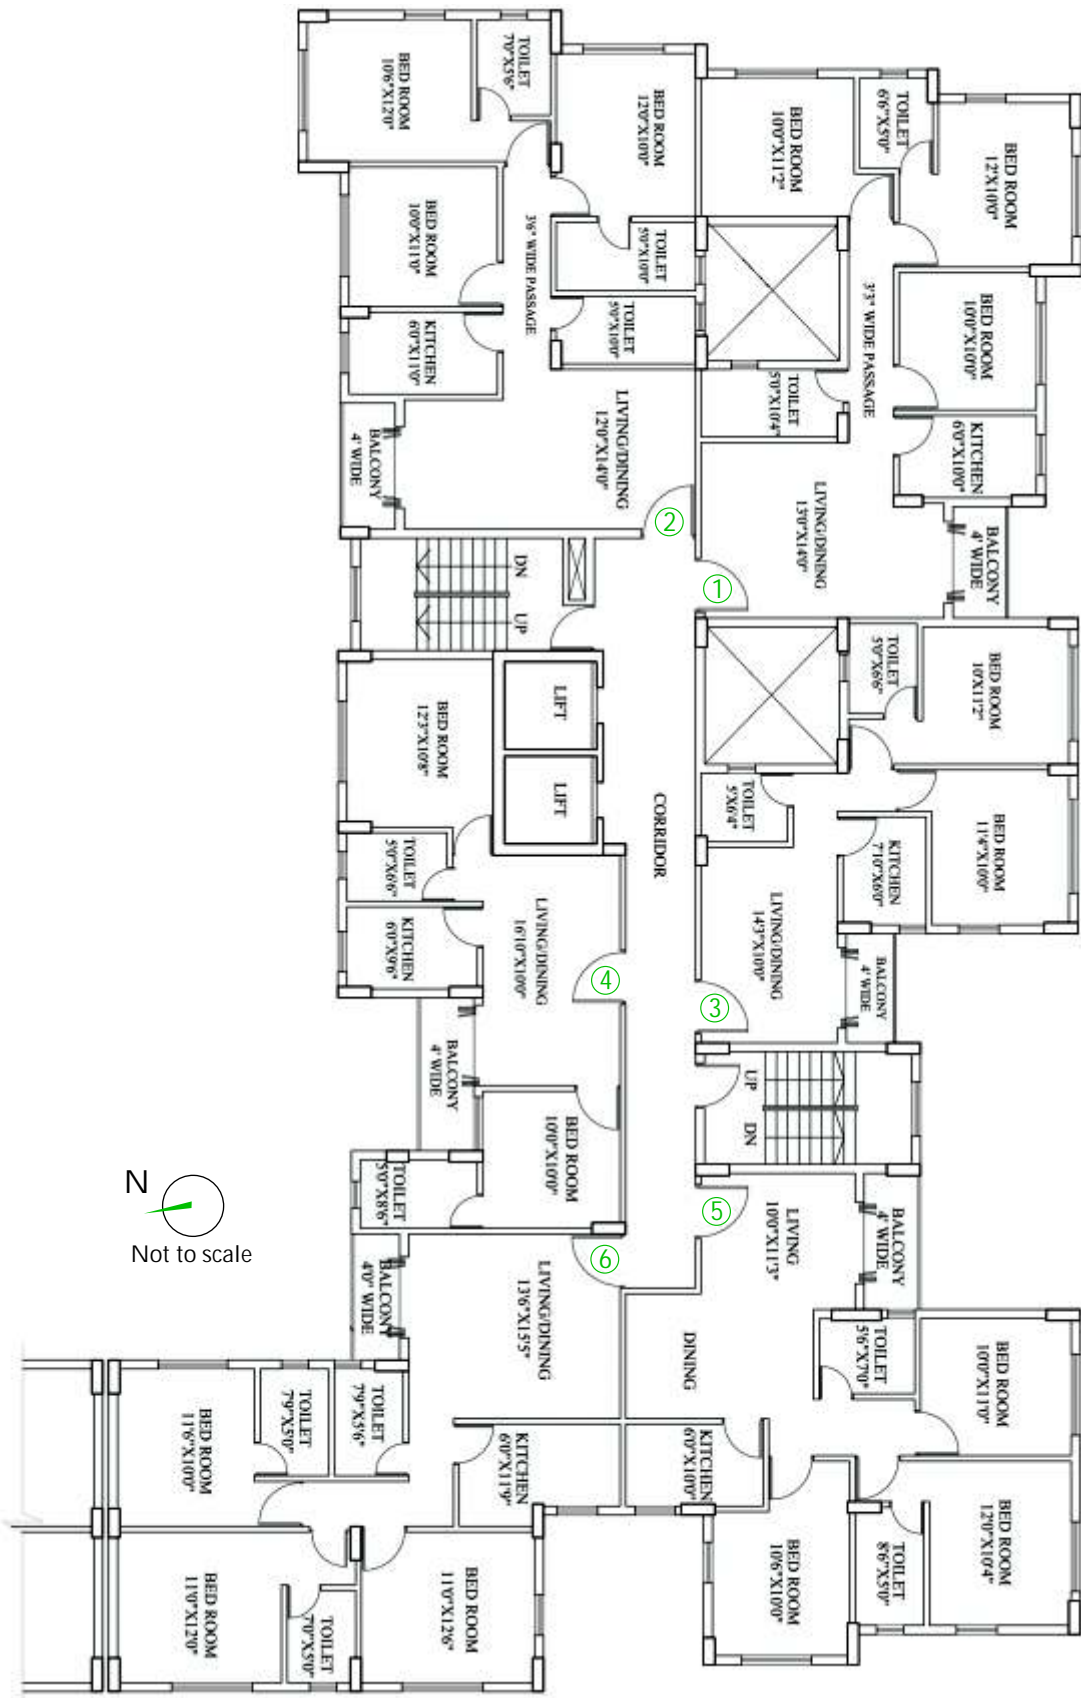 BED ROOM
10'6"X12'0"
TOILET
7'0"X5'6"
BED ROOM
12'0"X10'0"
BED ROOM
10'0"X11'2"
TOILET
6'6"X5'0"
BED ROOM
12'X10'0"
BED ROOM
10'0"X11'0"
3'6" WIDE PASSAGE
TOILET
5'0"X10'0"
TOILET
5'0"X10'0"
3'3" WIDE PASSAGE
BED ROOM
10'0"X10'0"
KITCHEN
6'0"X11'0"
TOILET
5'0"X10'4"
KITCHEN
6'0"X10'0"
BALCONY
4' WIDE
LIVING/DINING
12'0"X14'0"
LIVING/DINING
13'0"X14'0"
BALCONY
4' WIDE
2
1
DN
UP
TOILET
5'0"X6'6"
BED ROOM
10'X11'2"
BED ROOM
12'3"X10'8"
LIFT
LIFT
CORRIDOR
TOILET
5'X6'4"
KITCHEN
7'10"X6'0"
BED ROOM
11'4"X10'0"
TOILET
5'0"X6'6"
KITCHEN
6'0"X9'6"
LIVING/DINING
16'10"X10'0"
LIVING/DINING
14'3"X10'0"
BALCONY
4' WIDE
4
3
BALCONY
4' WIDE
UP
DN
BED ROOM
10'0"X10'0"
TOILET
5'0"X8'6"
N
Not to scale
5
6
LIVING
10'0"X11'3"
BALCONY
4' WIDE
BALCONY
4'0" WIDE
LIVING/DINING
13'6"X15'5"
DINING
TOILET
5'6"X7'0"
BED ROOM
10'0"X11'0"
BED ROOM
11'6"X10'0"
TOILET
7'9"X5'0"
TOILET
7'9"X5'6"
KITCHEN
6'0"X11'9"
KITCHEN
6'0"X10'0"
BED ROOM
11'0"X12'0"
TOILET
7'0"X5'0"
BED ROOM
11'0"X12'6"
BED ROOM
10'6"X10'0"
TOILET
8'6"X5'0"
BED ROOM
12'0"X10'4"